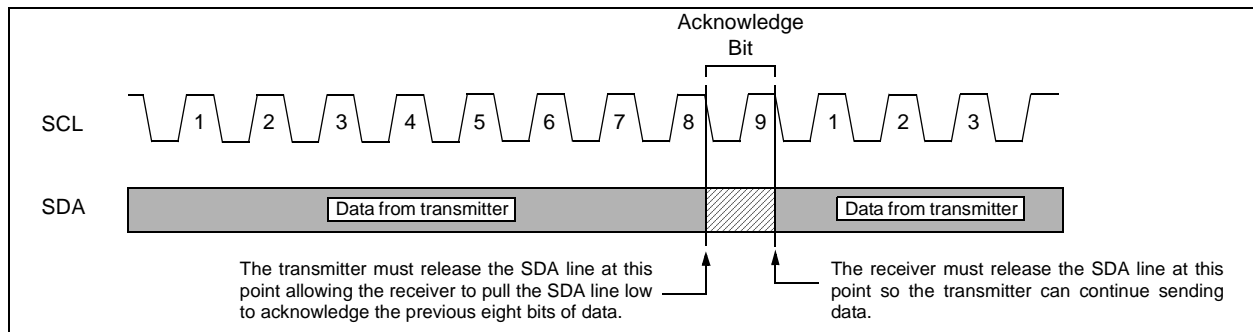 Acknowledge
Bit
SCL
1 2 3 4 5 6 7 8 9 1 2 3
SDA
Data from transmitter
Data from transmitter
The transmitter must release the SDA line at this
point allowing the receiver to pull the SDA line low
to acknowledge the previous eight bits of data.
The receiver must release the SDA line at this
point so the transmitter can continue sending
data.